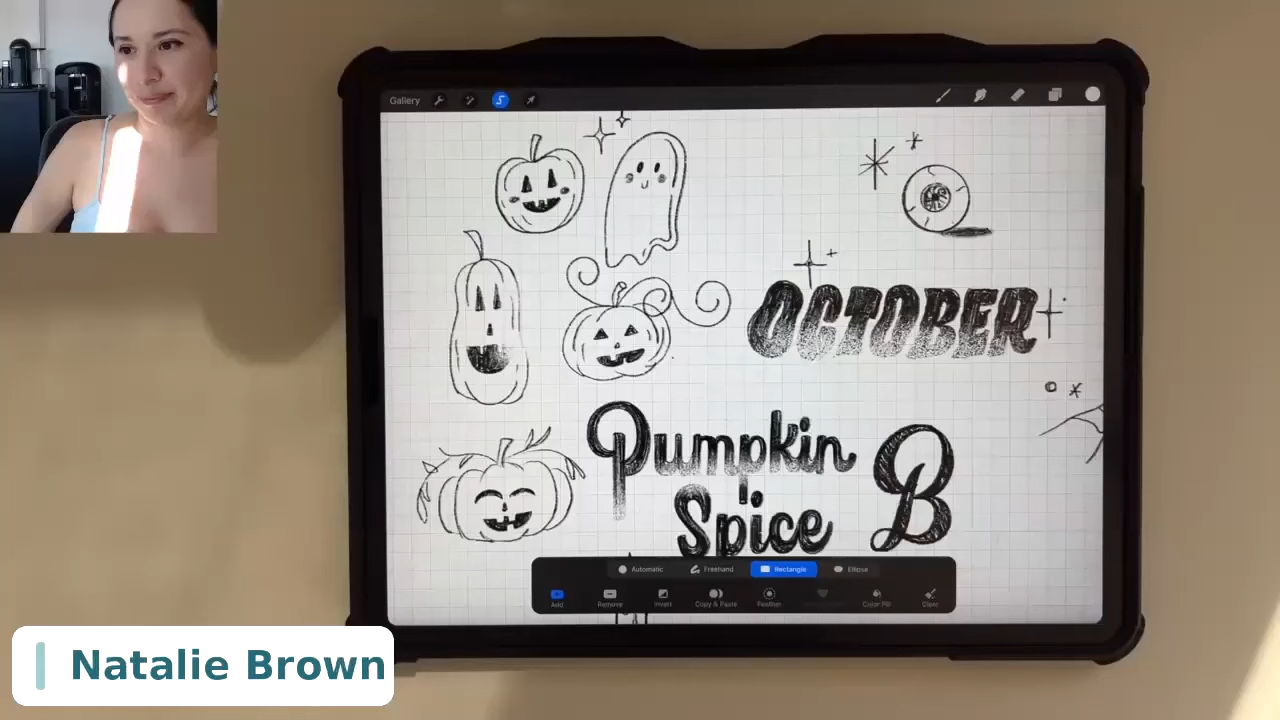 Gallery
OCTOBER
Pumpkin
Spice
B
Automatic
Freehand
Rectangle
Ellipse
Add
Remove
Invert
Copy & Paste
Feather
Color Fill
Clear
Natalie Brown